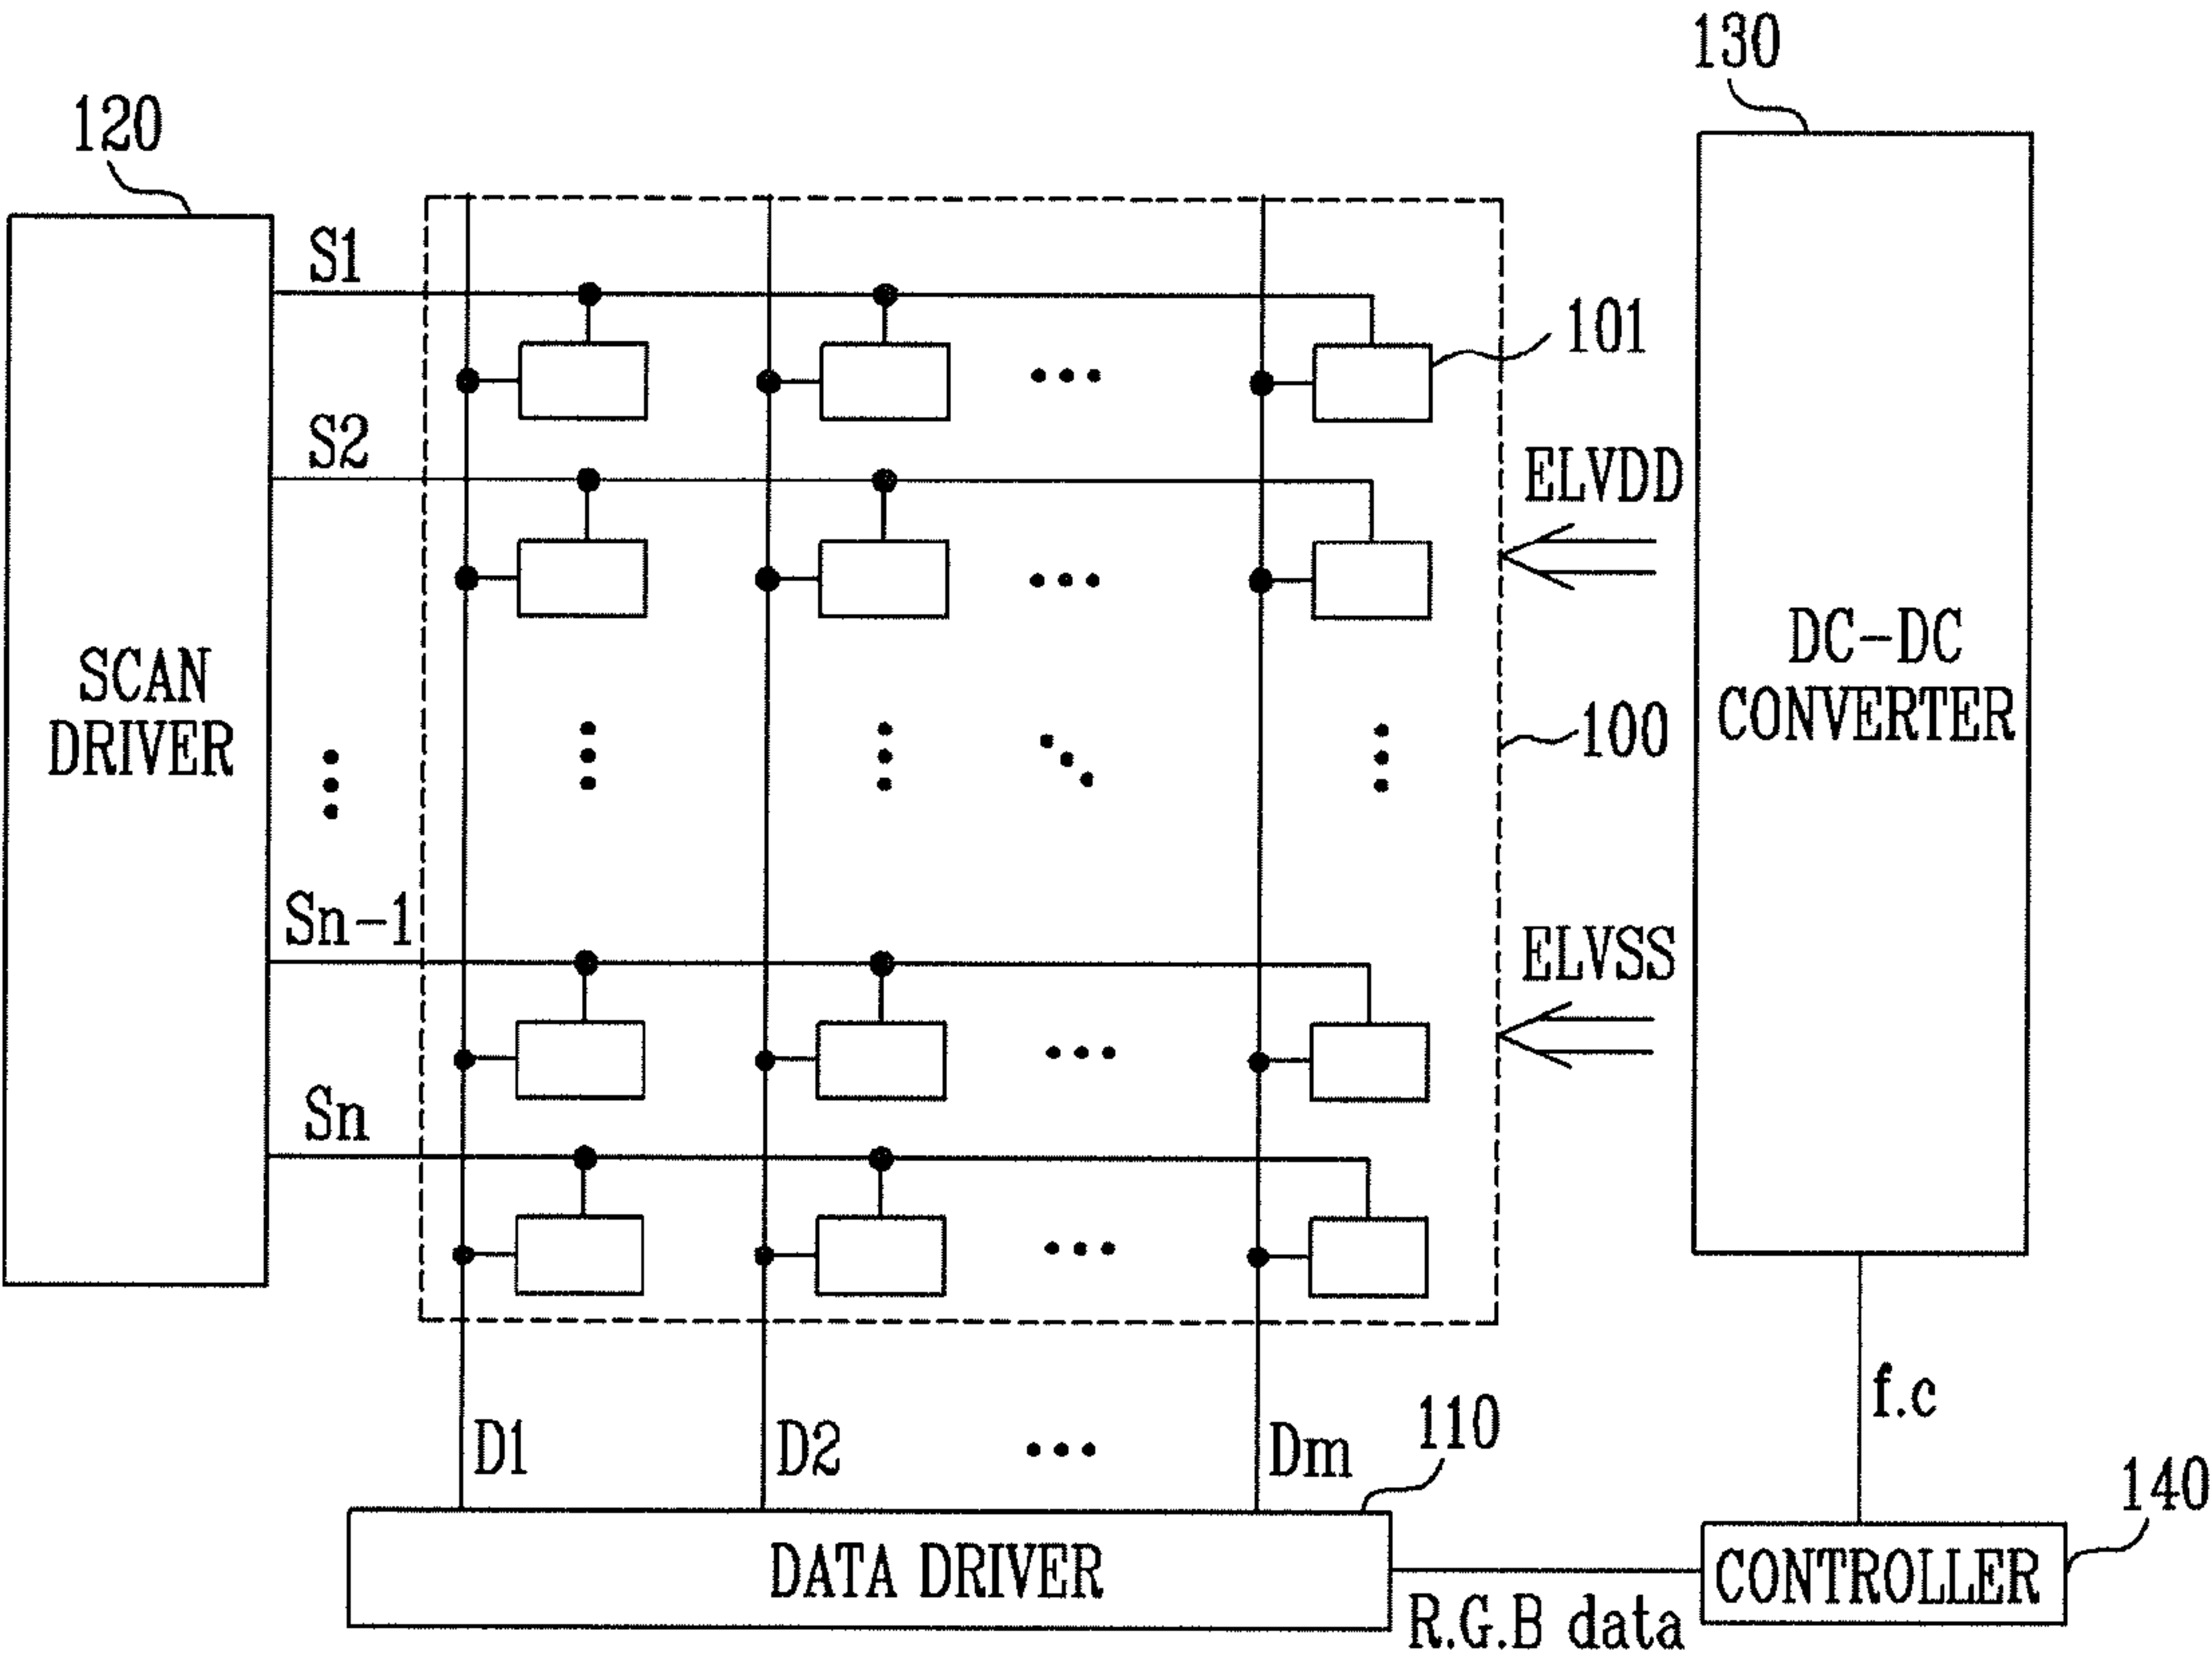 130
120
S1
101
S2
ELVDD
SCAN
DRIVER
DC-DC
CONVERTER
100
Sn-1
ELVSS
Sn
f.c
D1
D2
Dm
110
140
DATA DRIVER
CONTROLLER
R.G.B data